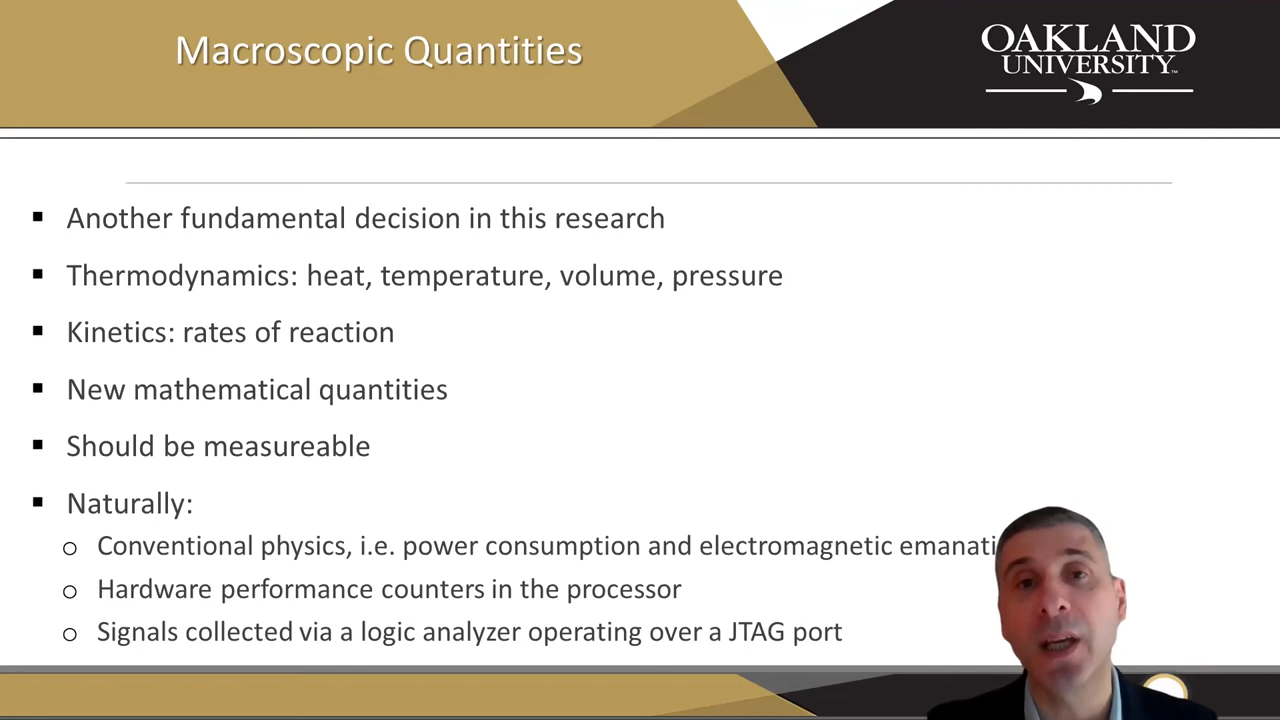 Macroscopic Quantities
OAKLAND
UNIVERSITY™
Another fundamental decision in this research
Thermodynamics: heat, temperature, volume, pressure
Kinetics: rates of reaction
New mathematical quantities
Should be measureable
Naturally:
Conventional physics, i.e. power consumption and electromagnetic
Hardware performance counters in the processor
Signals collected via a logic analyzer operating over a JTAG port